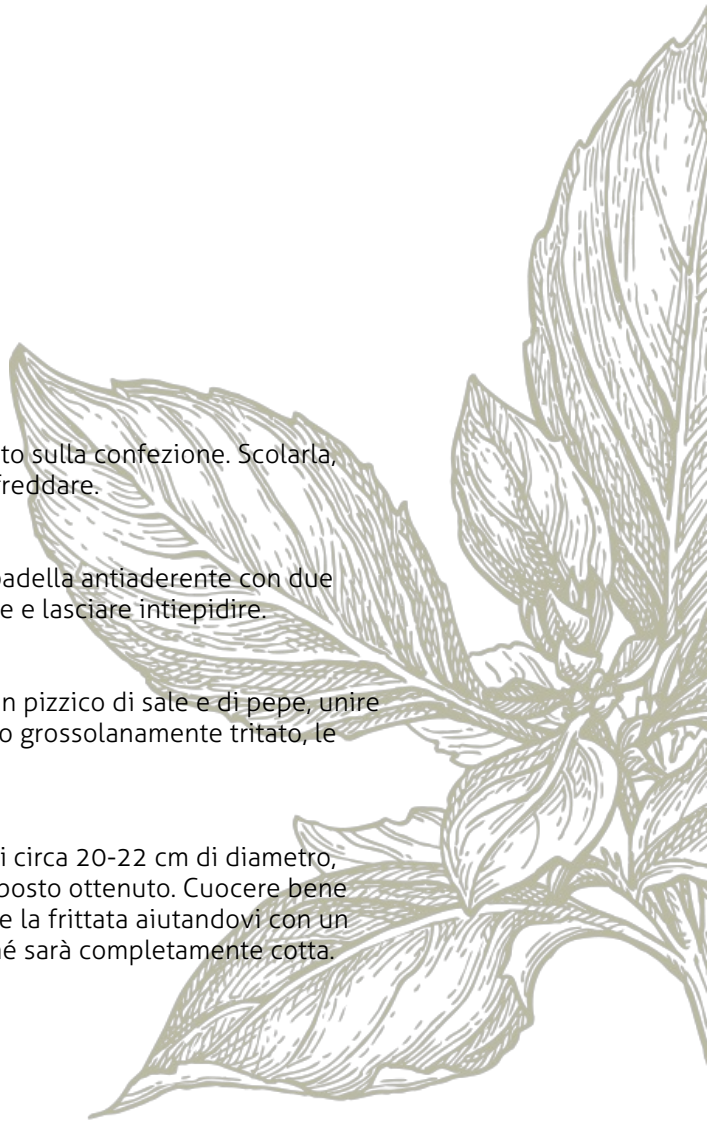 to sulla confezione. Scolarla,
freddare.
padella antiaderente con due
e e lasciare intiepidire.
n pizzico di sale e di pepe, unire
o grossolanamente tritato, le
i circa 20-22 cm di diametro,
posto ottenuto. Cuocere bene
e la frittata aiutandovi con un
é sarà completamente cotta.